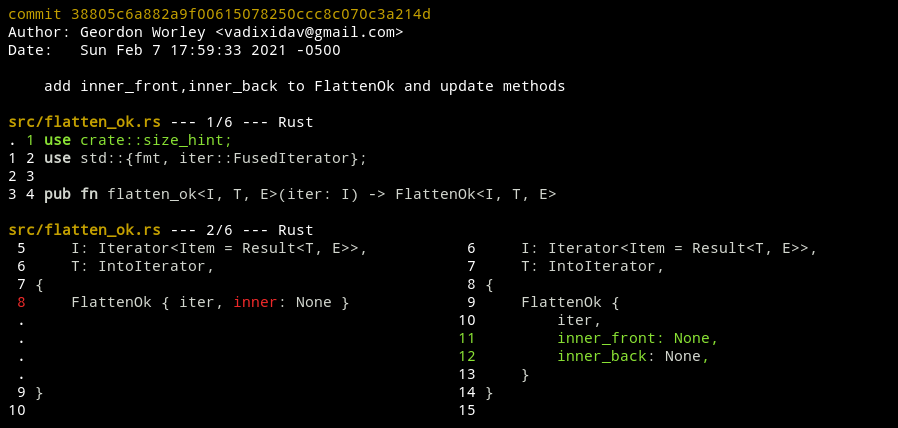 commit 38805c6a882a9f00615078250ccc8c070c3a214d
Author: Geordon Worley <vadixidav@gmail.com>
Date:   Sun Feb 7 17:59:33 2021 -0500
    add inner_front,inner_back to FlattenOk and update methods
src/flatten_ok.rs --- 1/6 --- Rust
. 1 use crate::size_hint;
1 2 use std::{fmt, iter::FusedIterator};
2 3
3 4 pub fn flatten_ok<I, T, E>(iter: I) -> FlattenOk<I, T, E>
src/flatten_ok.rs --- 2/6 --- Rust
 5     I: Iterator<Item = Result<T, E>>,            6     I: Iterator<Item = Result<T, E>>,
 6     T: IntoIterator,                             7     T: IntoIterator,
 7 {                                                8 {
 8     FlattenOk { iter, inner: None }              9     FlattenOk {
 .                                               10         iter,
 .                                               11         inner_front: None,
 .                                               12         inner_back: None,
 .                                               13     }
 9 }                                               14 }
10                                                 15